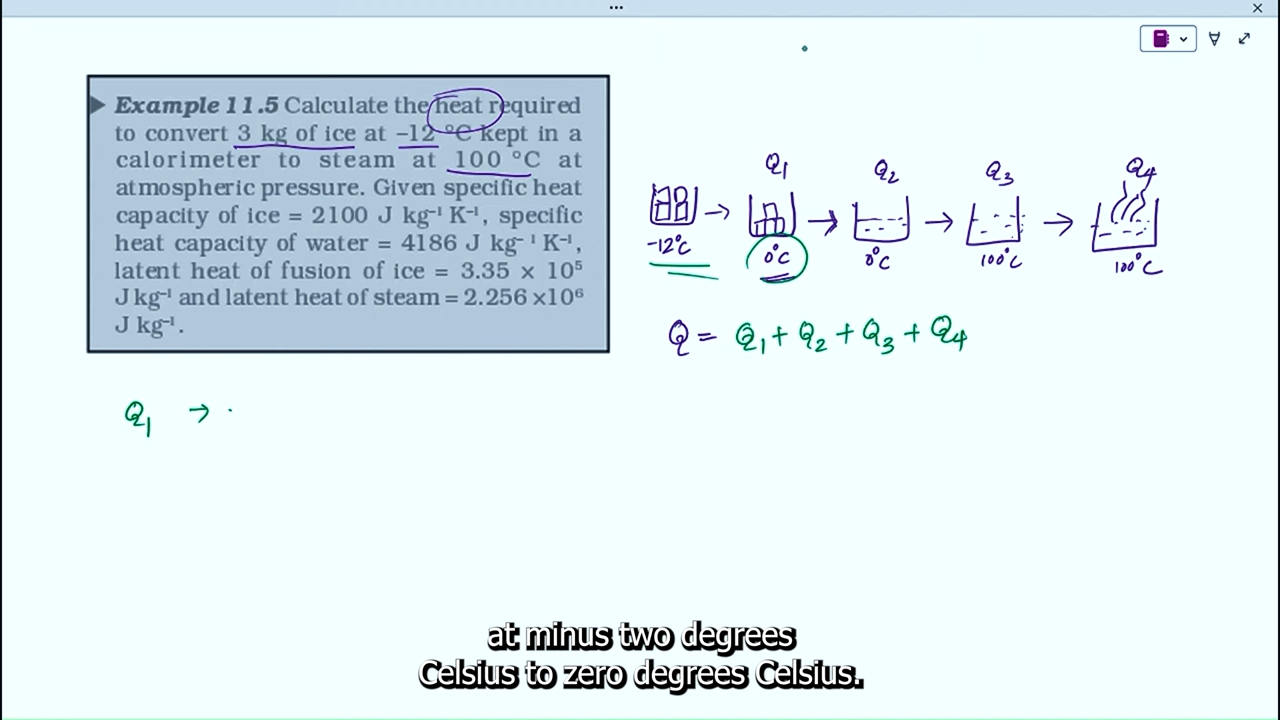 Example 11.5 Calculate the heat required
to convert 3 kg of ice at –12 °C kept in a
calorimeter to steam at 100 °C at
atmospheric pressure. Given specific heat
capacity of ice = 2100 J kg⁻¹ K⁻¹, specific
heat capacity of water = 4186 J kg⁻¹ K⁻¹,
latent heat of fusion of ice = 3.35 × 10⁵
J kg⁻¹ and latent heat of steam = 2.256 ×10⁶
J kg⁻¹.
Q₁ Q₂ Q₃ Q₄
-12°C → 0°C → 0°C → 100°C → 100°C
Q = Q₁ + Q₂ + Q₃ + Q₄
Q₁ →
at minus two degrees
Celsius to zero degrees Celsius.